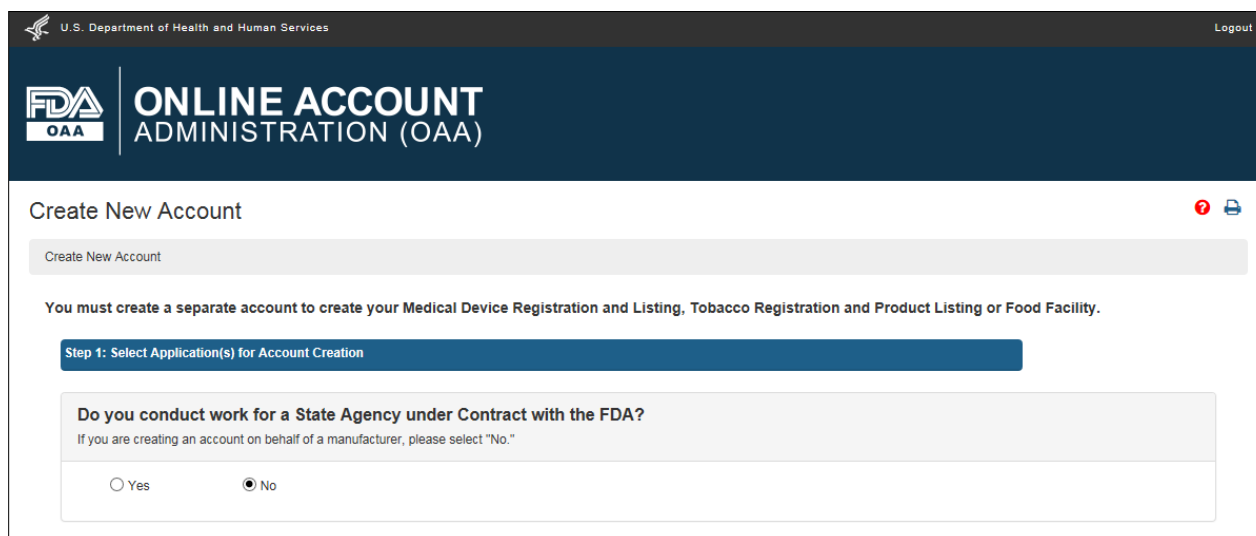 U.S. Department of Health and Human Services
Logout
FDA
OAA
ONLINE ACCOUNT
ADMINISTRATION (OAA)
Create New Account
?
Create New Account
You must create a separate account to create your Medical Device Registration and Listing, Tobacco Registration and Product Listing or Food Facility.
Step 1: Select Application(s) for Account Creation
Do you conduct work for a State Agency under Contract with the FDA?
If you are creating an account on behalf of a manufacturer, please select "No."
Yes
No